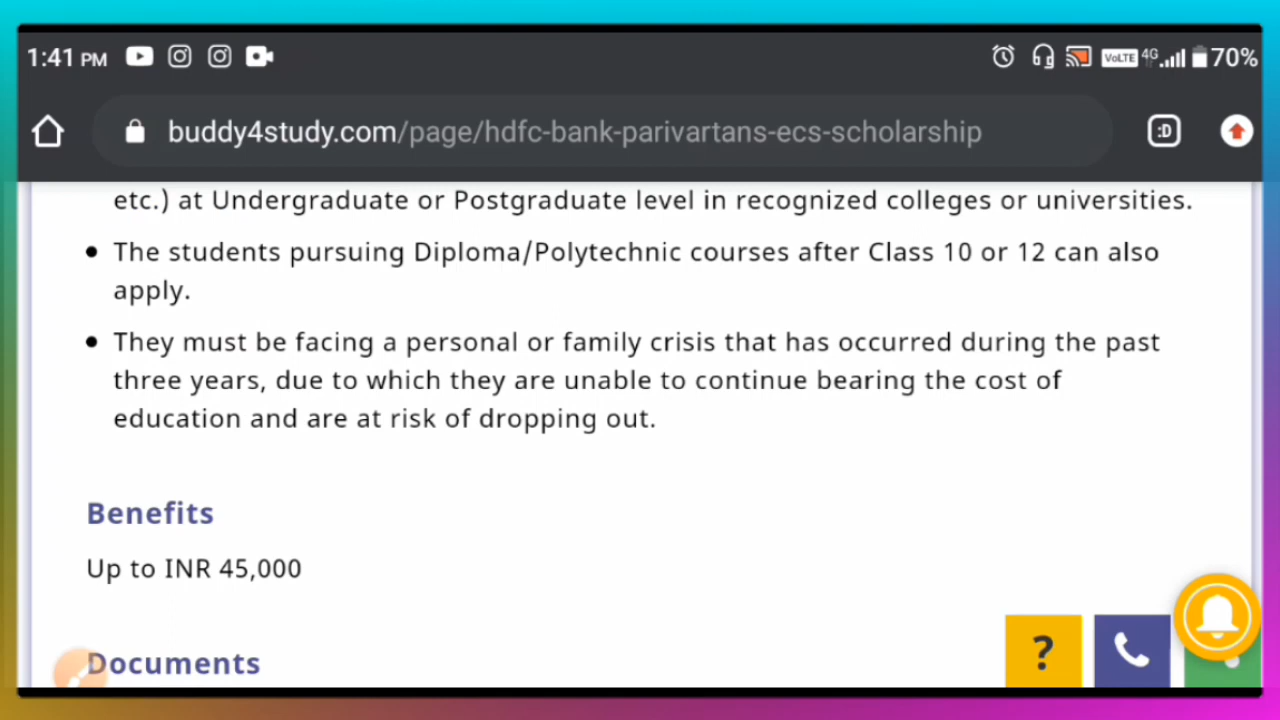 1:41 PM
VoLTE 4G 70%
buddy4study.com/page/hdfc-bank-parivartans-ecs-scholarship
:D
etc.) at Undergraduate or Postgraduate level in recognized colleges or universities.
• The students pursuing Diploma/Polytechnic courses after Class 10 or 12 can also
apply.
• They must be facing a personal or family crisis that has occurred during the past
three years, due to which they are unable to continue bearing the cost of
education and are at risk of dropping out.
Benefits
Up to INR 45,000
?
Documents